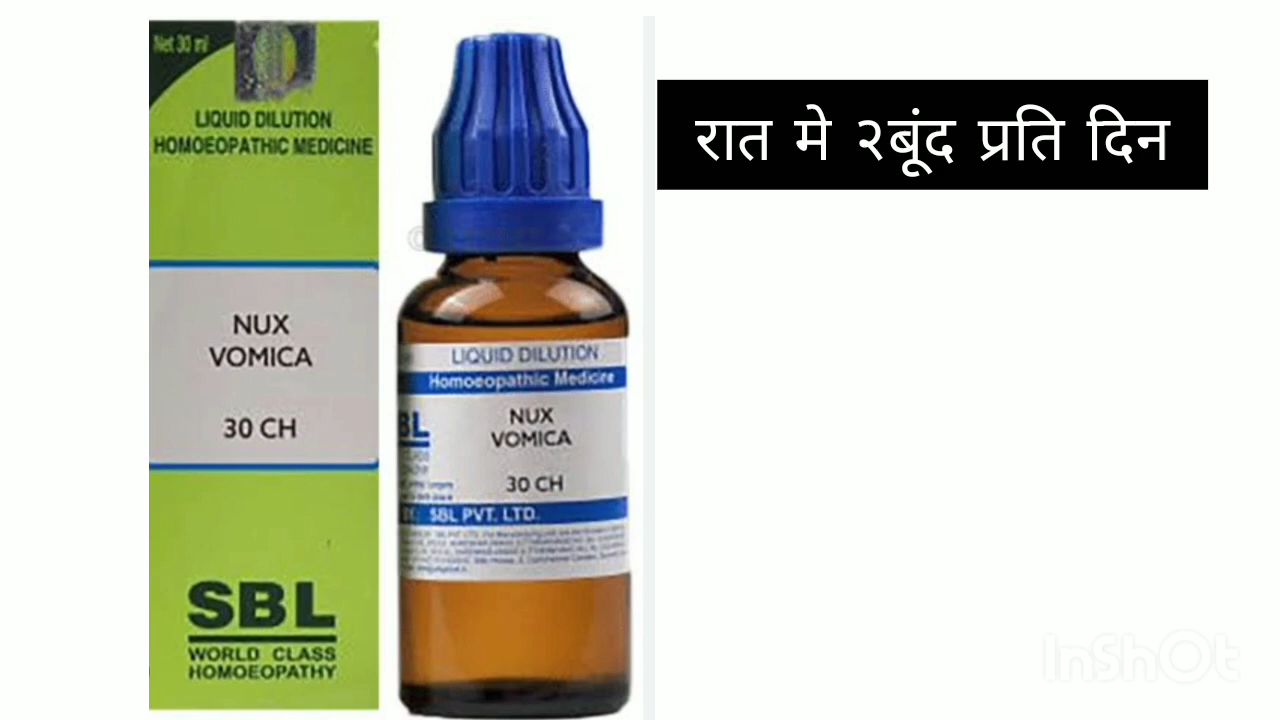 Net 30 ml
LIQUID DILUTION
HOMOEOPATHIC MEDICINE
NUX
VOMICA
30 CH
SBL
WORLD CLASS
HOMOEOPATHY
LIQUID DILUTION
Homoeopathic Medicine
BL
NUX
VOMICA
30 CH
SBL PVT. LTD.
रात मे २बूंद प्रति दिन
InShOt